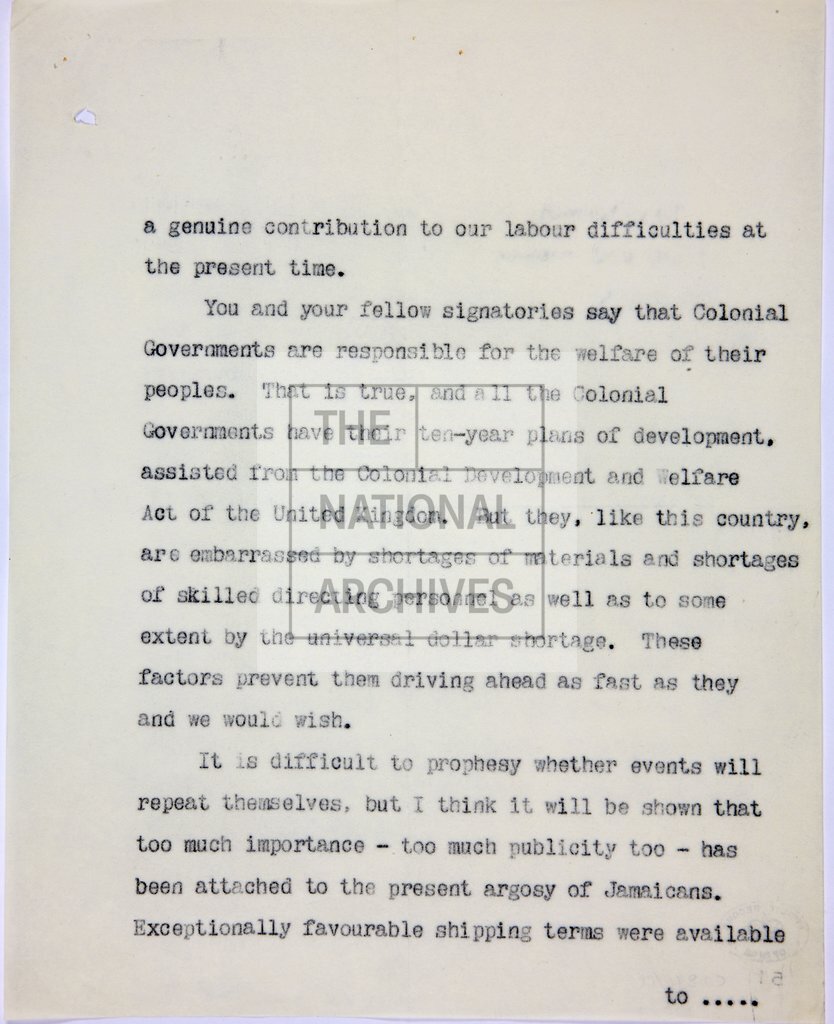 a genuine contribution to our labour difficulties at
the present time.
You and your fellow signatories say that Colonial
Governments are responsible for the welfare of their
peoples. That is true, and all the Colonial
Governments have their ten-year plans of development,
assisted from the Colonial Development and Welfare
Act of the United Kingdom. But they, like this country,
are embarrassed by shortages of materials and shortages
of skilled directing personnel as well as to some
extent by the universal dollar shortage. These
factors prevent them driving ahead as fast as they
and we would wish.
It is difficult to prophesy whether events will
repeat themselves, but I think it will be shown that
too much importance - too much publicity too - has
been attached to the present argosy of Jamaicans.
Exceptionally favourable shipping terms were available
to .....
THE
NATIONAL
ARCHIVES